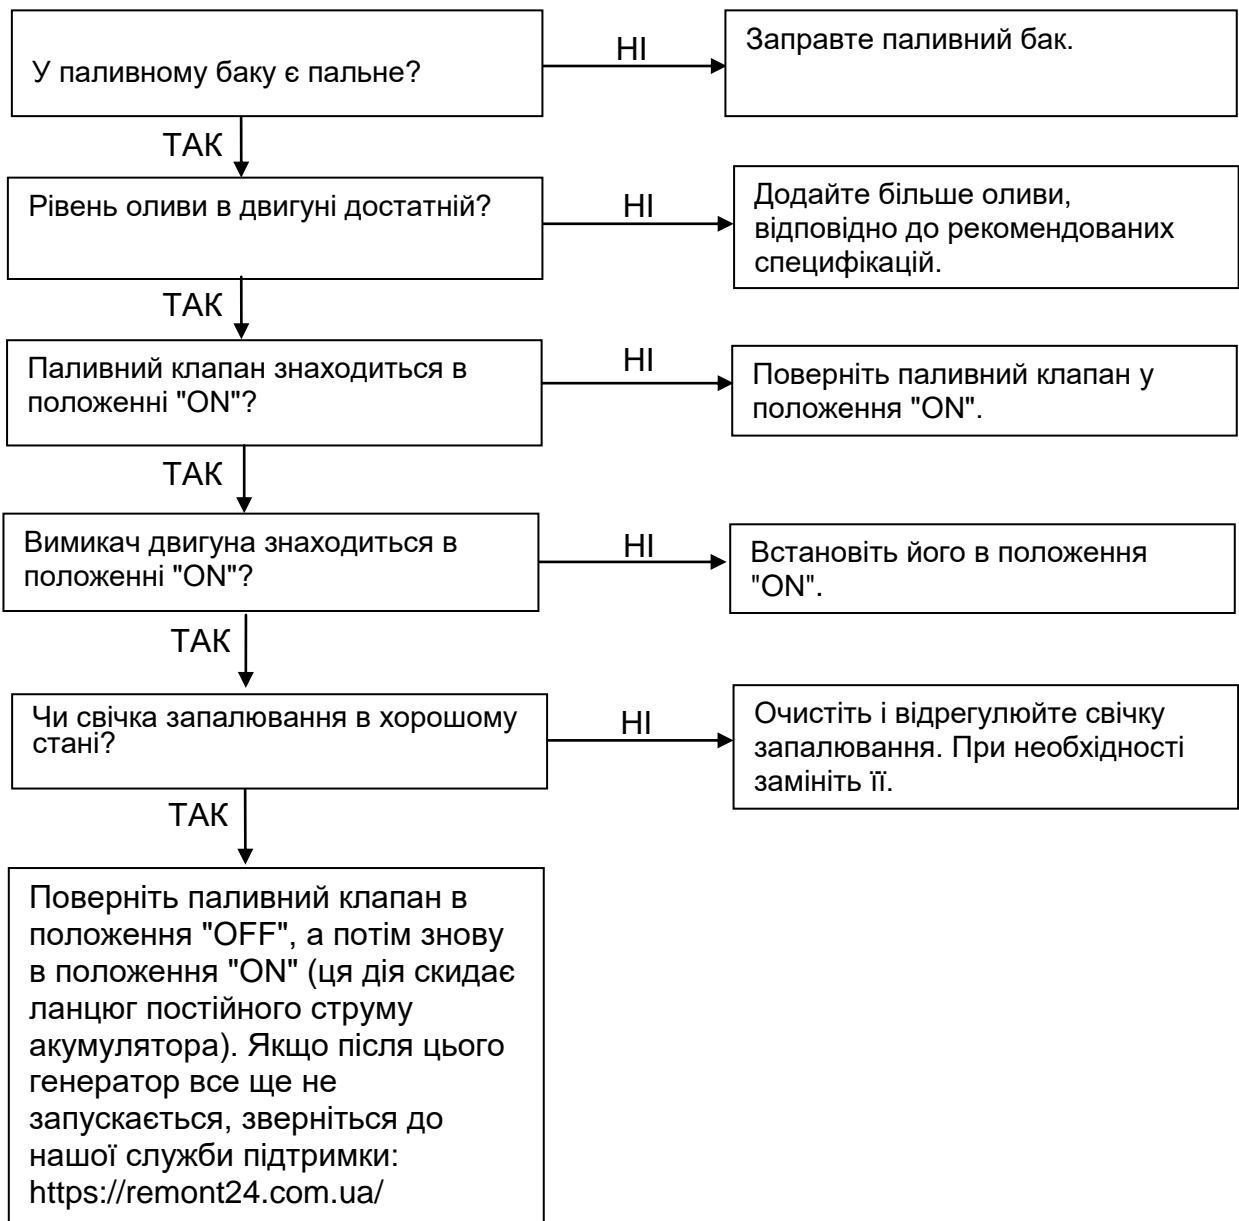 У паливному баку є пальне?
НІ
Заправте паливний бак.
ТАК
Рівень оливи в двигуні достатній?
НІ
Додайте більше оливи,
відповідно до рекомендованих
специфікацій.
ТАК
Паливний клапан знаходиться в
положенні "ON"?
НІ
Поверніть паливний клапан у
положення "ON".
ТАК
Вимикач двигуна знаходиться в
положенні "ON"?
НІ
Встановіть його в положення
"ON".
ТАК
Чи свічка запалювання в хорошому
стані?
НІ
Очистіть і відрегулюйте свічку
запалювання. При необхідності
замініть її.
ТАК
Поверніть паливний клапан в
положення "OFF", а потім знову
в положення "ON" (ця дія скидає
ланцюг постійного струму
акумулятора). Якщо після цього
генератор все ще не
запускається, зверніться до
нашої служби підтримки:
https://remont24.com.ua/